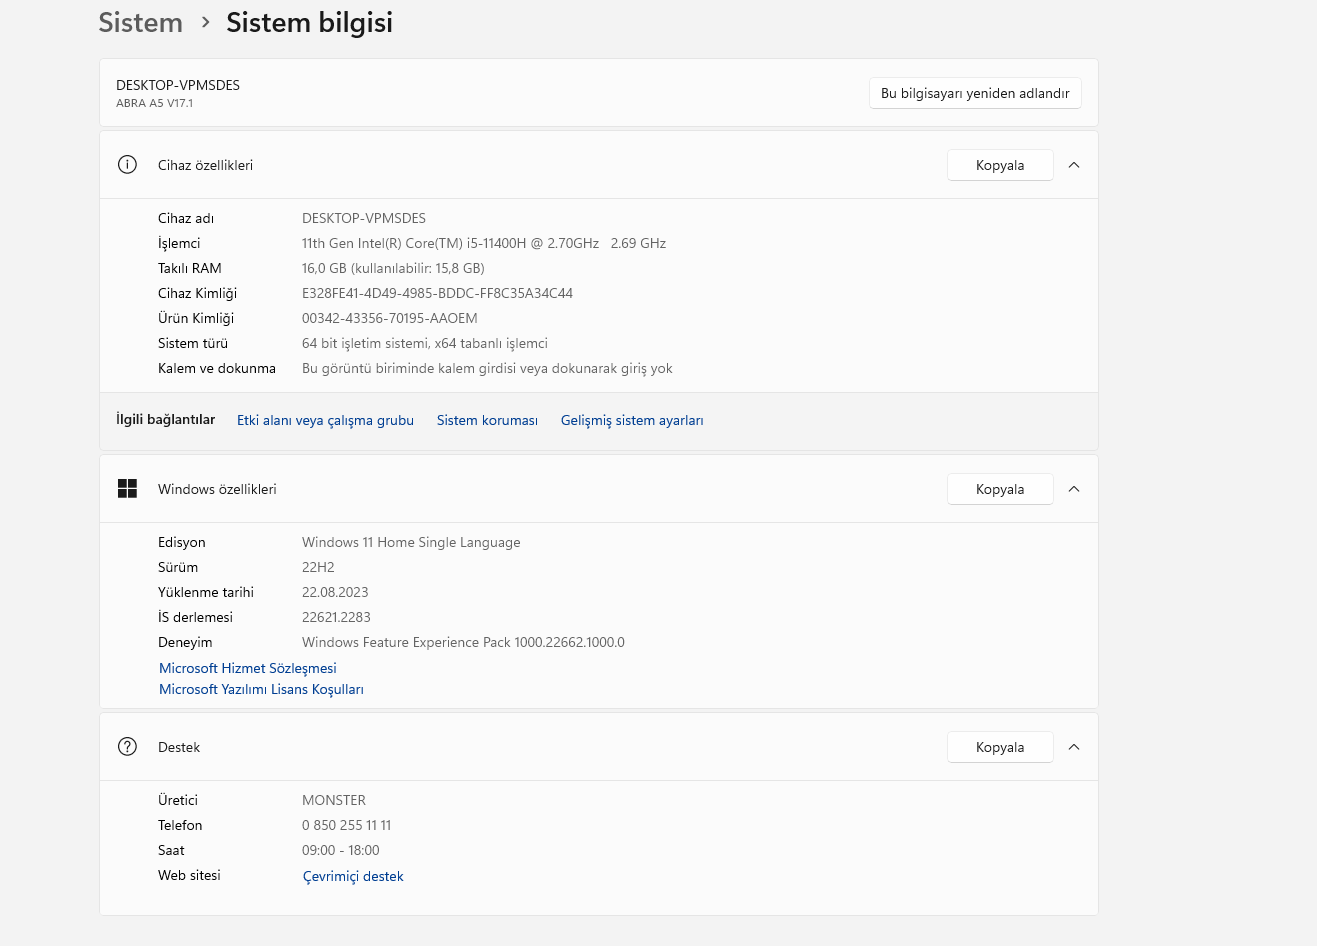 Sistem > Sistem bilgisi
DESKTOP-VPMSDES
ABRA A5 V17.1
Bu bilgisayarı yeniden adlandır
Cihaz özellikleri
Kopyala
Cihaz adı DESKTOP-VPMSDES
İşlemci 11th Gen Intel(R) Core(TM) i5-11400H @ 2.70GHz 2.69 GHz
Takılı RAM 16,0 GB (kullanılabilir: 15,8 GB)
Cihaz Kimliği E328FE41-4D49-4985-BDDC-FF8C35A34C44
Ürün Kimliği 00342-43356-70195-AAOEM
Sistem türü 64 bit işletim sistemi, x64 tabanlı işlemci
Kalem ve dokunma Bu görüntü biriminde kalem girdisi veya dokunarak giriş yok
İlgili bağlantılar Etki alanı veya çalışma grubu Sistem koruması Gelişmiş sistem ayarları
Windows özellikleri
Kopyala
Edisyon Windows 11 Home Single Language
Sürüm 22H2
Yüklenme tarihi 22.08.2023
İS derlemesi 22621.2283
Deneyim Windows Feature Experience Pack 1000.22662.1000.0
Microsoft Hizmet Sözleşmesi
Microsoft Yazılımı Lisans Koşulları
Destek
Kopyala
Üretici MONSTER
Telefon 0 850 255 11 11
Saat 09:00 - 18:00
Web sitesi Çevrimiçi destek